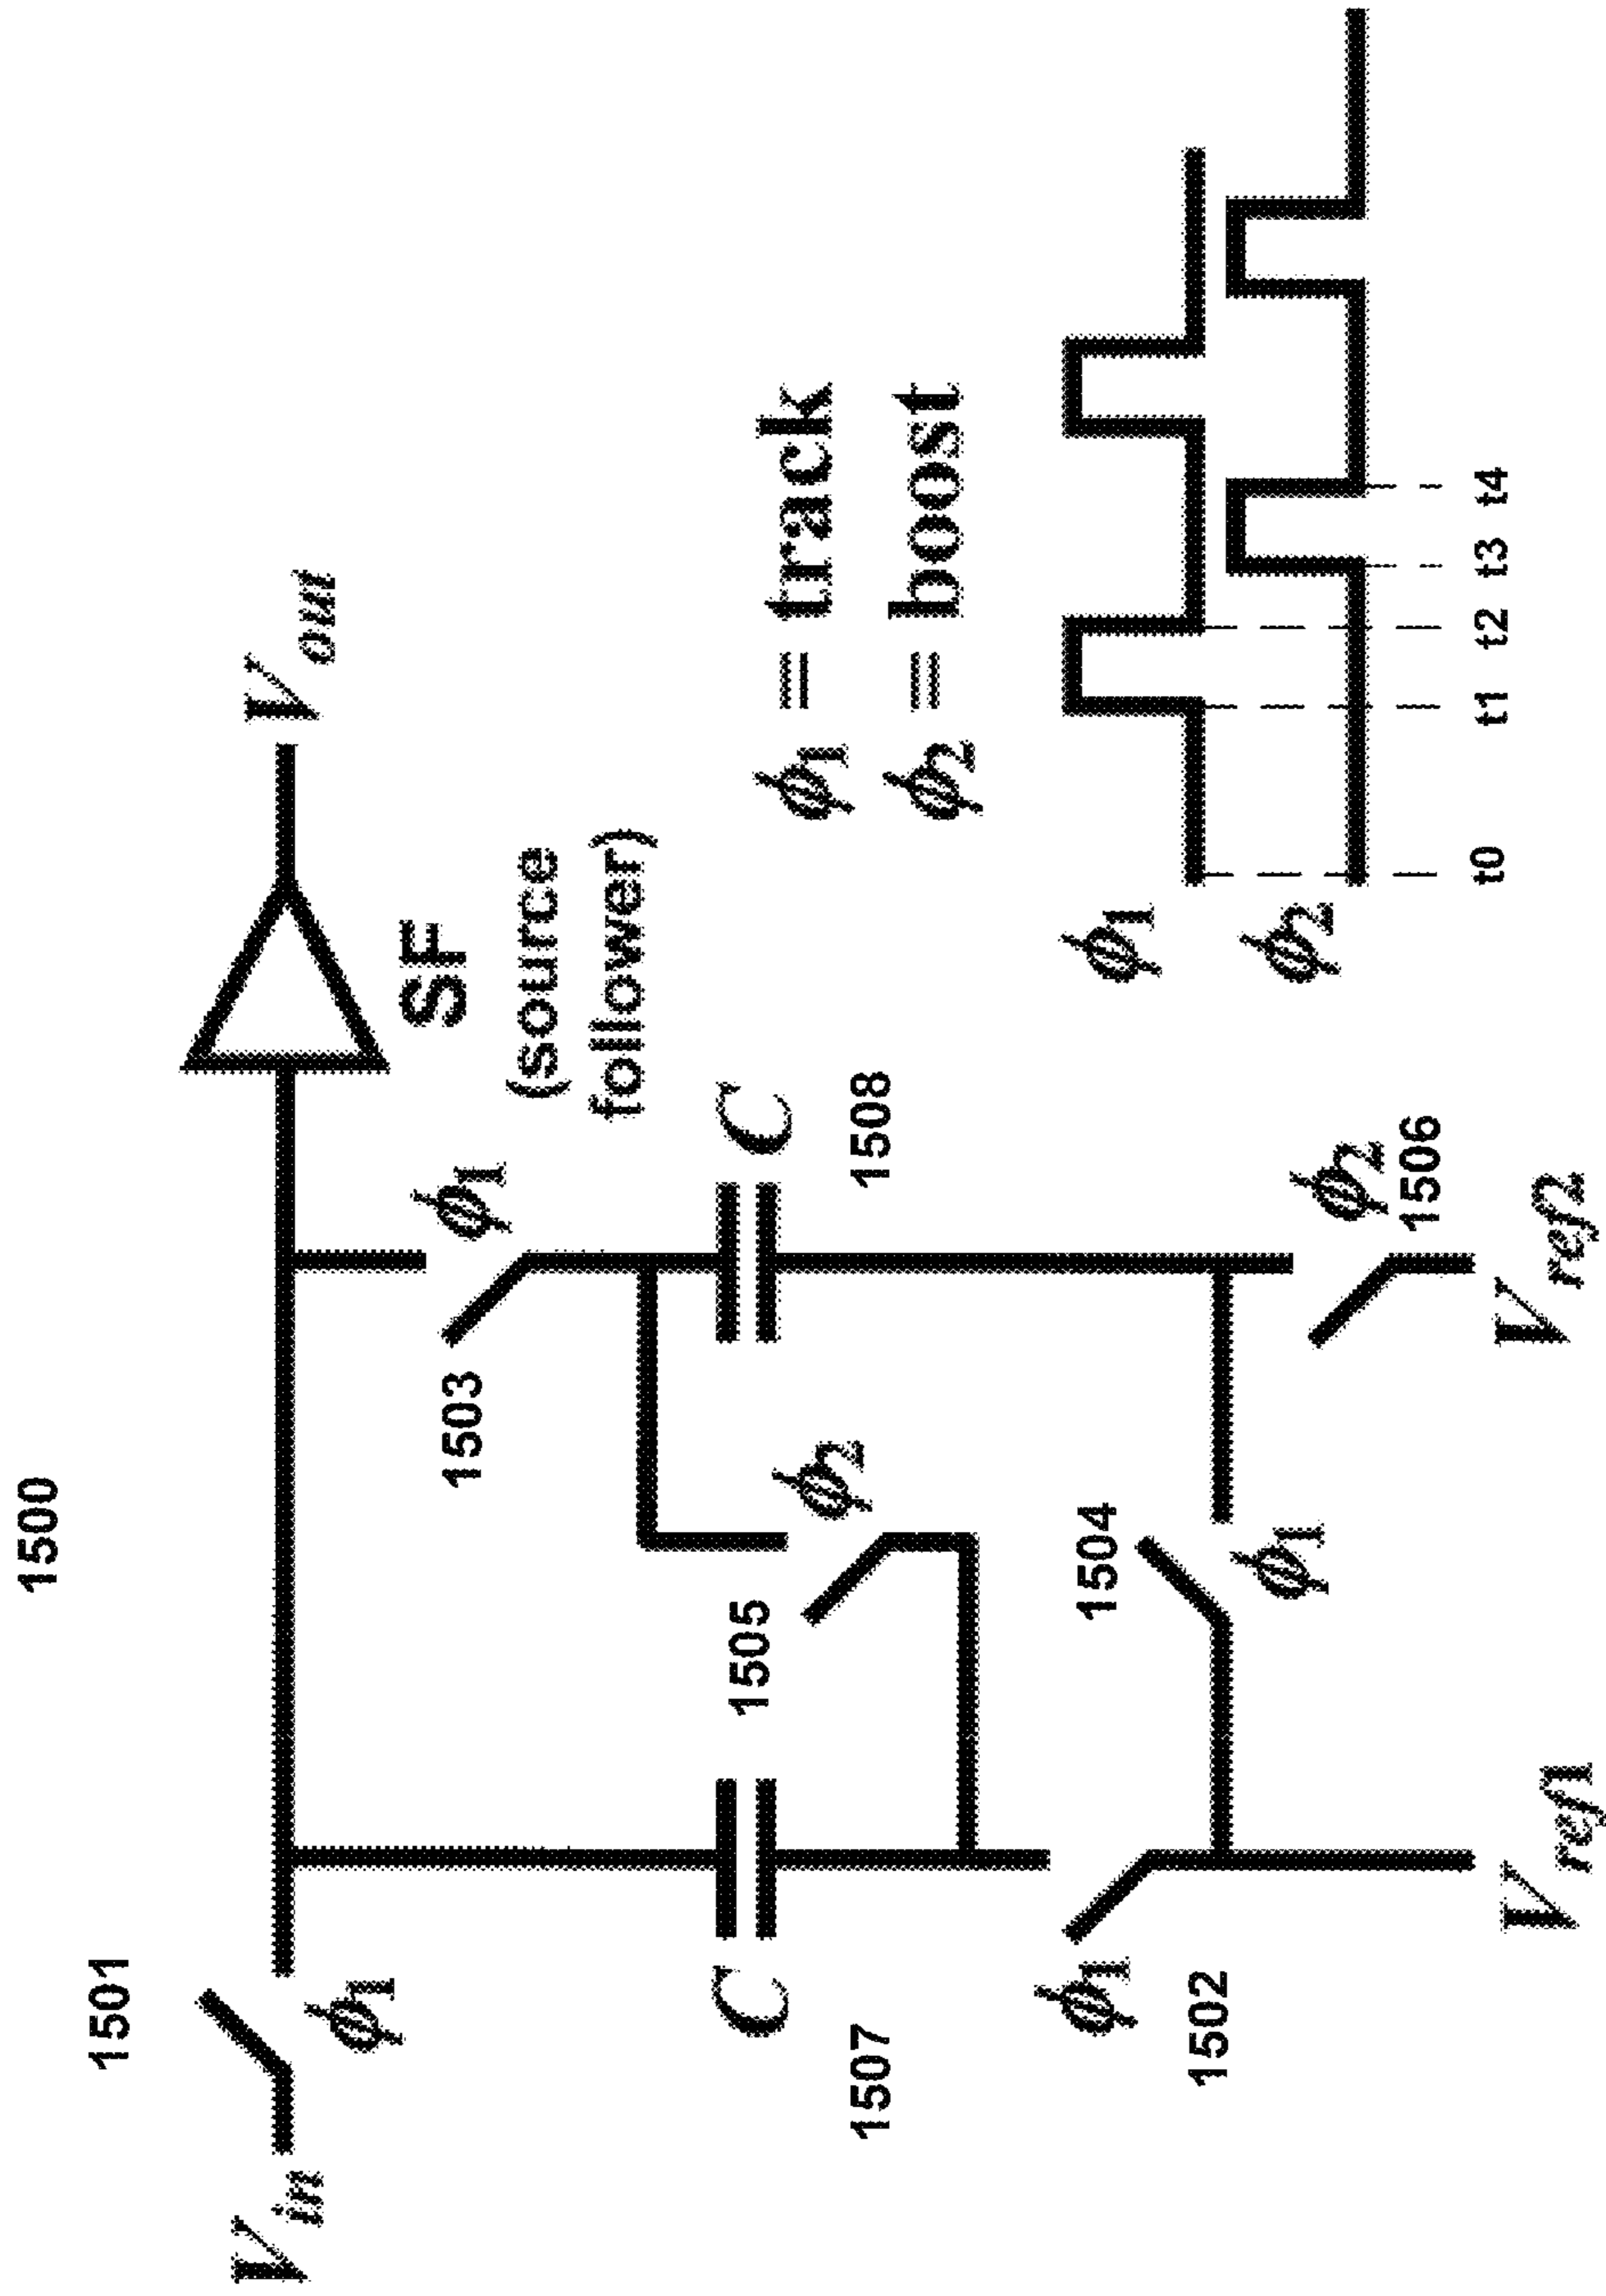 1500
1501
V_in
ϕ1
V_out
SF
(source
follower)
1503
ϕ1
C
1507
C
1508
1505
ϕ2
ϕ1
1502
1504
ϕ1
ϕ2
1506
V_ref1
V_ref2
ϕ1 = track
ϕ2 = boost
ϕ1
ϕ2
t0 t1 t2 t3 t4